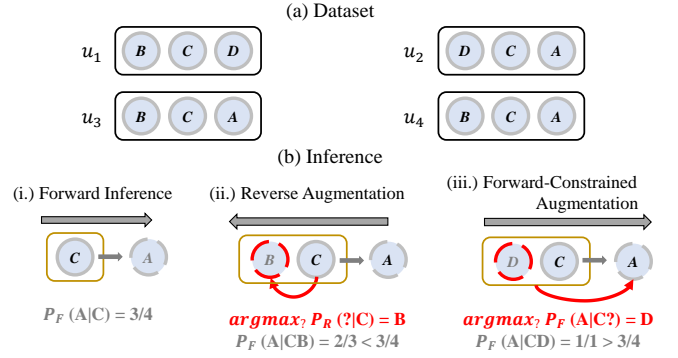 (a) Dataset
u₁ B C D
u₂ D C A
u₃ B C A
u₄ B C A
(b) Inference
(i.) Forward Inference
C A
P_F (A|C) = 3/4
(ii.) Reverse Augmentation
B C A
argmax? P_R (?|C) = B
P_F (A|CB) = 2/3 < 3/4
(iii.) Forward-Constrained
Augmentation
D C A
argmax? P_F (A|C?) = D
P_F (A|CD) = 1/1 > 3/4